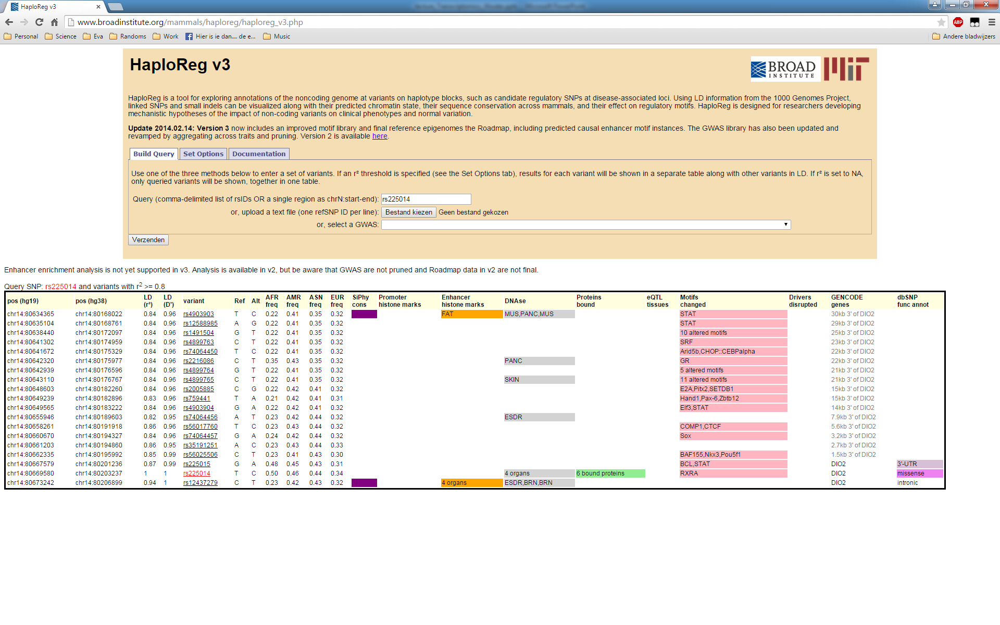 HaploReg v3
www.broadinstitute.org/mammals/haploreg/haploreg_v3.php
ABP
Personal Science Eva Randoms Work Hier is ie dan.... de e... Music Andere bladwijzers
HaploReg v3
BROAD INSTITUTE MIT
HaploReg is a tool for exploring annotations of the noncoding genome at variants on haplotype blocks, such as candidate regulatory SNPs at disease-associated loci. Using LD information from the 1000 Genomes Project,
linked SNPs and small indels can be visualized along with their predicted chromatin state, their sequence conservation across mammals, and their effect on regulatory motifs. HaploReg is designed for researchers developing
mechanistic hypotheses of the impact of non-coding variants on clinical phenotypes and normal variation.
Update 2014.02.14: Version 3 now includes an improved motif library and final reference epigenomes the Roadmap, including predicted causal enhancer motif instances. The GWAS library has also been updated and
revamped by aggregating across traits and pruning. Version 2 is available here.
Build Query Set Options Documentation
Use one of the three methods below to enter a set of variants. If an r² threshold is specified (see the Set Options tab), results for each variant will be shown in a separate table along with other variants in LD. If r² is set to NA,
only queried variants will be shown, together in one table.
Query (comma-delimited list of rsIDs OR a single region as chrN:start-end): rs225014
or, upload a text file (one refSNP ID per line): Bestand kiezen Geen bestand gekozen
or, select a GWAS:
Verzenden
Enhancer enrichment analysis is not yet supported in v3. Analysis is available in v2, but be aware that GWAS are not pruned and Roadmap data in v2 are not final.
Query SNP: rs225014 and variants with r2 >= 0.8
pos (hg19) pos (hg38) LD (r²) LD (D') variant Ref Alt AFR freq AMR freq ASN freq EUR freq SiPhy cons Promoter histone marks Enhancer histone marks DNAse Proteins bound eQTL tissues Motifs changed Drivers disrupted GENCODE genes dbSNP func annot
chr14:80634365 chr14:80168022 0.84 0.96 rs4903903 T C 0.22 0.41 0.35 0.32 FAT MUS,PANC,MUS STAT 30kb 3' of DIO2
chr14:80635104 chr14:80168761 0.84 0.96 rs12588985 A G 0.22 0.41 0.35 0.32 STAT 29kb 3' of DIO2
chr14:80638440 chr14:80172097 0.84 0.96 rs1491504 G T 0.22 0.41 0.35 0.32 10 altered motifs 25kb 3' of DIO2
chr14:80641302 chr14:80174959 0.84 0.96 rs4899763 C T 0.22 0.41 0.35 0.32 SRF 23kb 3' of DIO2
chr14:80641672 chr14:80175329 0.84 0.96 rs74064450 T C 0.22 0.41 0.35 0.32 Arid5b,CHOP::CEBPalpha 22kb 3' of DIO2
chr14:80642320 chr14:80175977 0.84 0.96 rs2216086 C T 0.35 0.43 0.35 0.32 PANC GR 22kb 3' of DIO2
chr14:80642939 chr14:80176596 0.84 0.96 rs4899764 G T 0.22 0.41 0.35 0.32 5 altered motifs 21kb 3' of DIO2
chr14:80643110 chr14:80176767 0.84 0.96 rs4899765 C T 0.22 0.41 0.35 0.32 SKIN 11 altered motifs 21kb 3' of DIO2
chr14:80648603 chr14:80182260 0.84 0.96 rs2005885 C G 0.22 0.42 0.41 0.32 E2A,Pitx2,SETDB1 15kb 3' of DIO2
chr14:80649239 chr14:80182896 0.83 0.96 rs759441 T A 0.21 0.42 0.41 0.31 Hand1,Pax-6,Zbtb12 15kb 3' of DIO2
chr14:80649565 chr14:80183222 0.84 0.96 rs4903904 G A 0.22 0.42 0.41 0.32 Elf3,STAT 14kb 3' of DIO2
chr14:80655946 chr14:80189603 0.82 0.95 rs74064456 A T 0.23 0.42 0.44 0.32 ESDR 7.9kb 3' of DIO2
chr14:80658261 chr14:80191918 0.86 0.96 rs56017760 T C 0.23 0.43 0.44 0.32 COMP1,CTCF 5.6kb 3' of DIO2
chr14:80660670 chr14:80194327 0.84 0.96 rs74064457 G A 0.24 0.42 0.44 0.32 Sox 3.2kb 3' of DIO2
chr14:80661203 chr14:80194860 0.86 0.95 rs35191251 A C 0.23 0.43 0.44 0.33 2.7kb 3' of DIO2
chr14:80662335 chr14:80195992 0.85 0.99 rs56025506 C T 0.23 0.41 0.43 0.30 BAF155,Nkx3,Pou5f1 1.5kb 3' of DIO2
chr14:80667579 chr14:80201236 0.87 0.99 rs225015 G A 0.48 0.45 0.43 0.31 BCL,STAT DIO2 3'-UTR
chr14:80669580 chr14:80203237 1 1 rs225014 T C 0.50 0.46 0.44 0.34 4 organs 6 bound proteins RXRA DIO2 missense
chr14:80673242 chr14:80206899 0.94 1 rs12437279 C T 0.23 0.42 0.43 0.32 4 organs ESDR,BRN,BRN DIO2 intronic